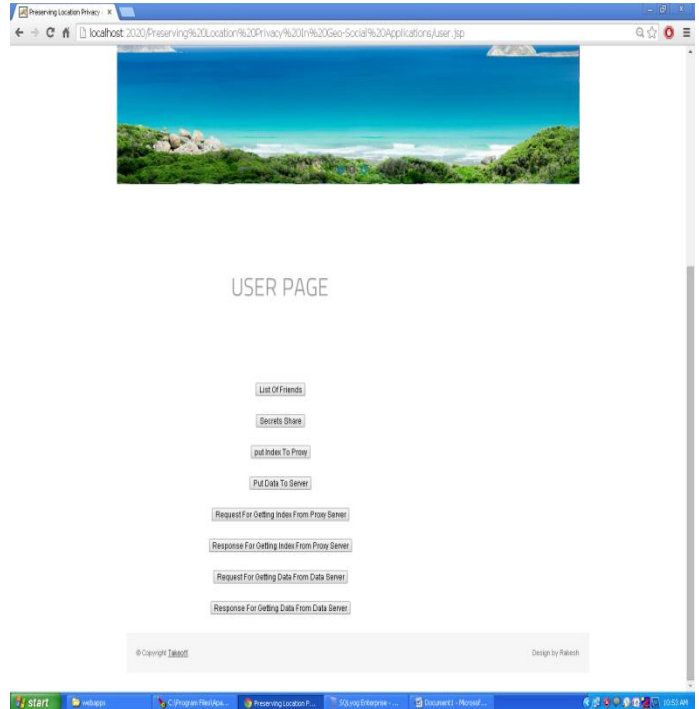 Preserving Location Privacy
localhost:2020/Preserving%20Location%20Privacy%20In%20Geo-Social%20Applications/user.jsp
USER PAGE
List Of Friends
Secrets Share
put Index To Proxy
Put Data To Server
Request For Getting Index From Proxy Server
Response For Getting Index From Proxy Server
Request For Getting Data From Data Server
Response For Getting Data From Data Server
© Copyright Takeoff
Design by Rakesh
start
webapps
C:\Program Files\Apa...
Preserving Location P...
SQLyog Enterprise - ...
Document1 - Microsof...
10:53 AM